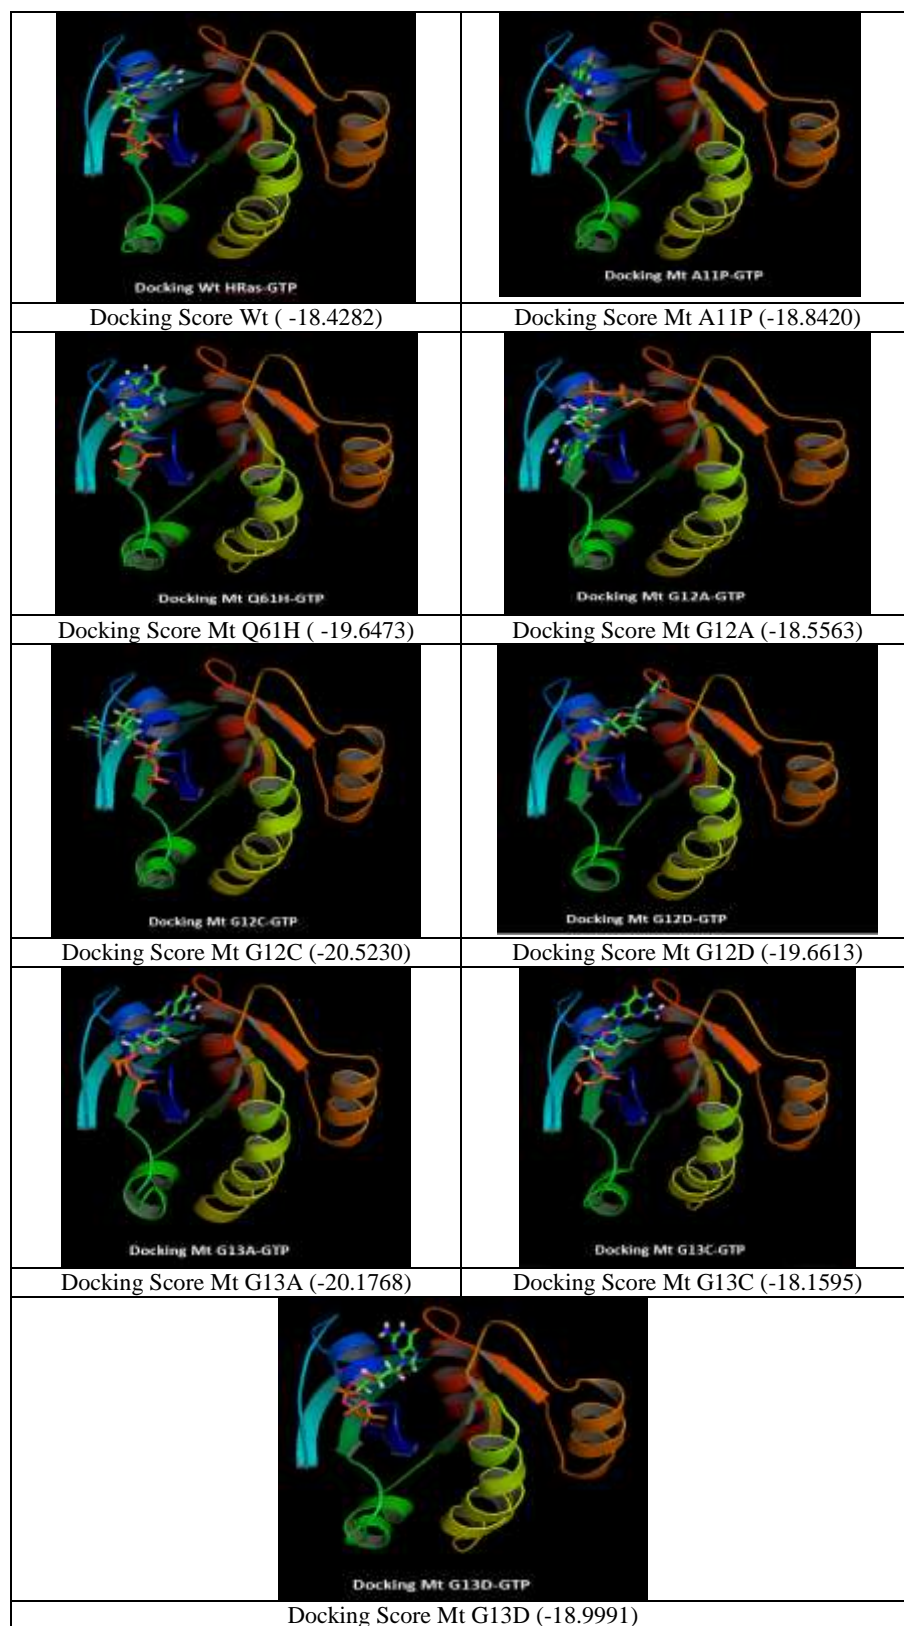 Docking Wt HRas-GTP
Docking Mt A11P-GTP
Docking Score Wt ( -18.4282)
Docking Score Mt A11P (-18.8420)
Docking Mt Q61H-GTP
Docking Mt G12A-GTP
Docking Score Mt Q61H ( -19.6473)
Docking Score Mt G12A (-18.5563)
Docking Mt G12C-GTP
Docking Mt G12D-GTP
Docking Score Mt G12C (-20.5230)
Docking Score Mt G12D (-19.6613)
Docking Mt G13A-GTP
Docking Mt G13C-GTP
Docking Score Mt G13A (-20.1768)
Docking Score Mt G13C (-18.1595)
Docking Mt G13D-GTP
Docking Score Mt G13D (-18.9991)